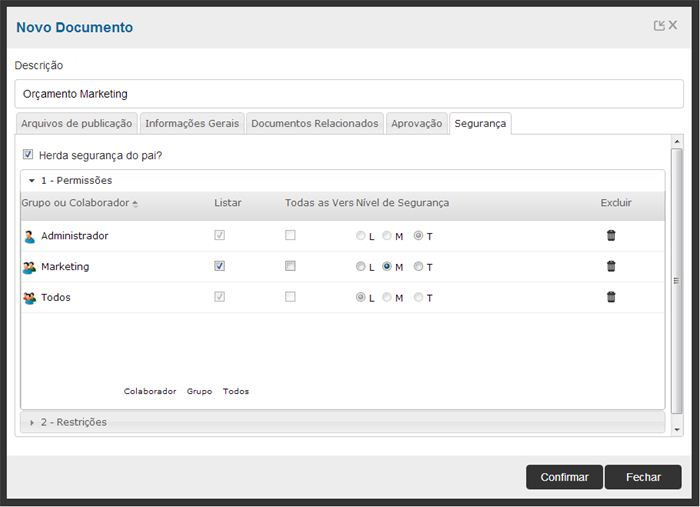 Novo Documento
Descrição
Orçamento Marketing
Arquivos de publicação Informações Gerais Documentos Relacionados Aprovação Segurança
Herda segurança do pai?
1 - Permissões
Grupo ou Colaborador Listar Todas as Vers Nível de Segurança Excluir
Administrador L M T
Marketing L M T
Todos L M T
Colaborador Grupo Todos
2 - Restrições
Confirmar Fechar